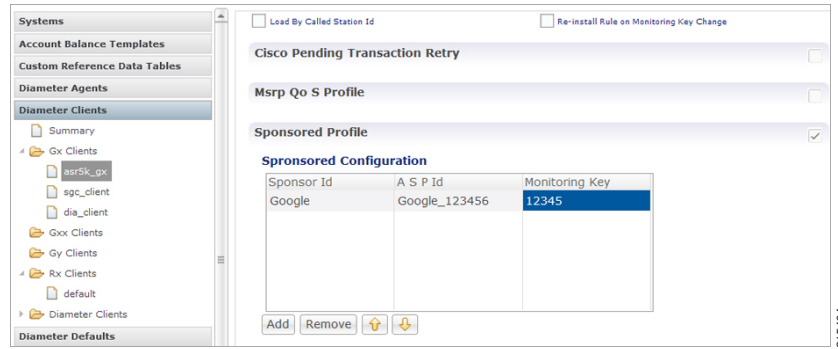 Systems
Account Balance Templates
Custom Reference Data Tables
Diameter Agents
Diameter Clients
Summary
Gx Clients
asr5k_gx
sgc_client
dia_client
Gxx Clients
Gy Clients
Rx Clients
default
Diameter Clients
Diameter Defaults
Load By Called Station Id
Re-install Rule on Monitoring Key Change
Cisco Pending Transaction Retry
Msrp Qo S Profile
Sponsored Profile
Spronsored Configuration
Sponsor Id A S P Id Monitoring Key
Google Google_123456 12345
Add Remove